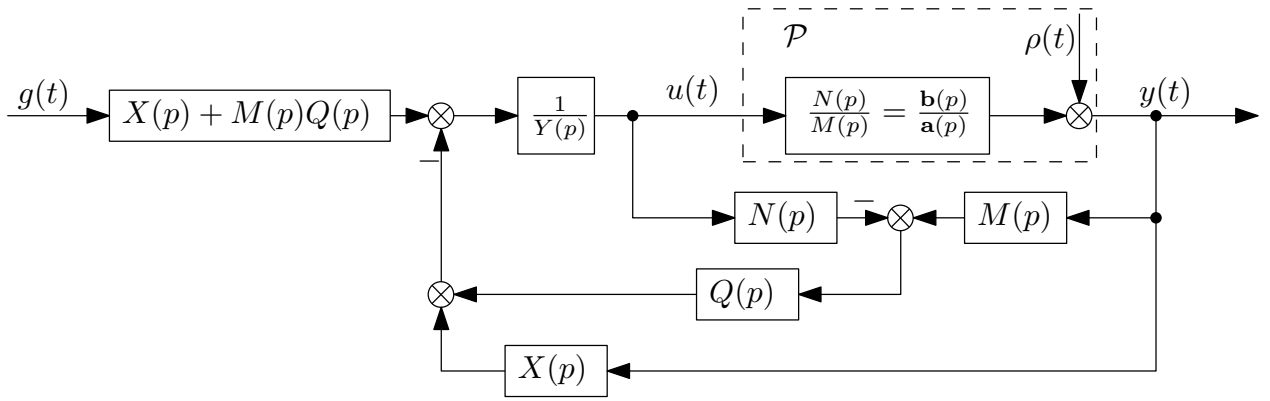 𝒫
ρ(t)
g(t)
X(p) + M(p)Q(p)
−
1/Y(p)
u(t)
N(p)/M(p) = b(p)/a(p)
y(t)
N(p)
−
M(p)
Q(p)
X(p)